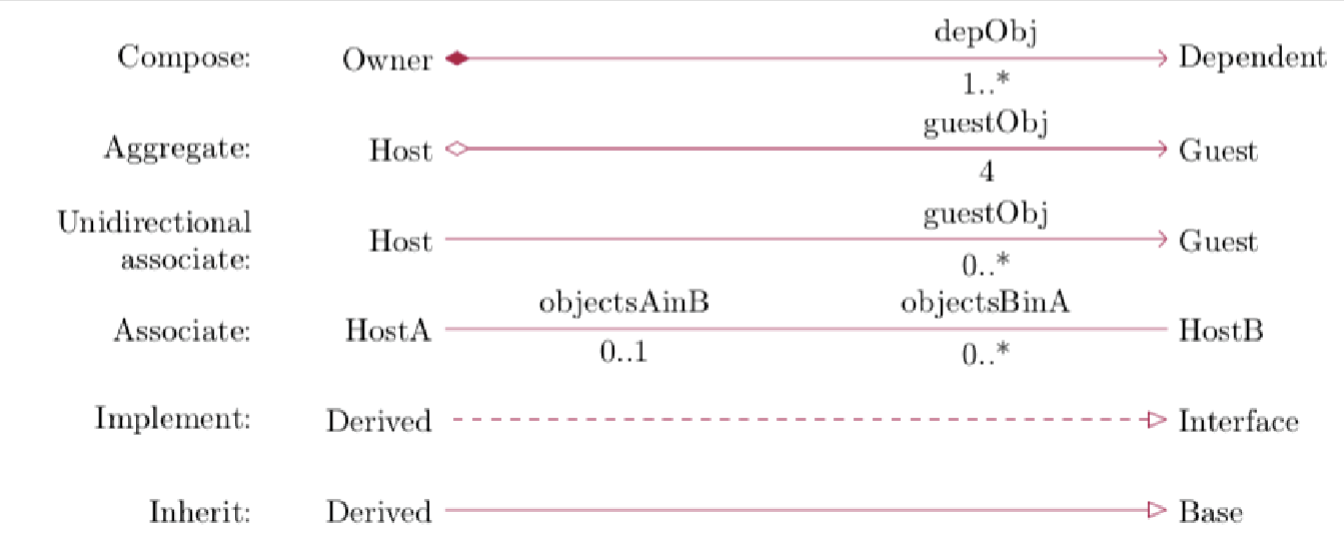 depObj
Compose: Owner Dependent
1..*
guestObj
Aggregate: Host Guest
4
Unidirectional guestObj
associate: Host Guest
0..*
objectsAinB objectsBinA
Associate: HostA HostB
0..1 0..*
Implement: Derived Interface
Inherit: Derived Base